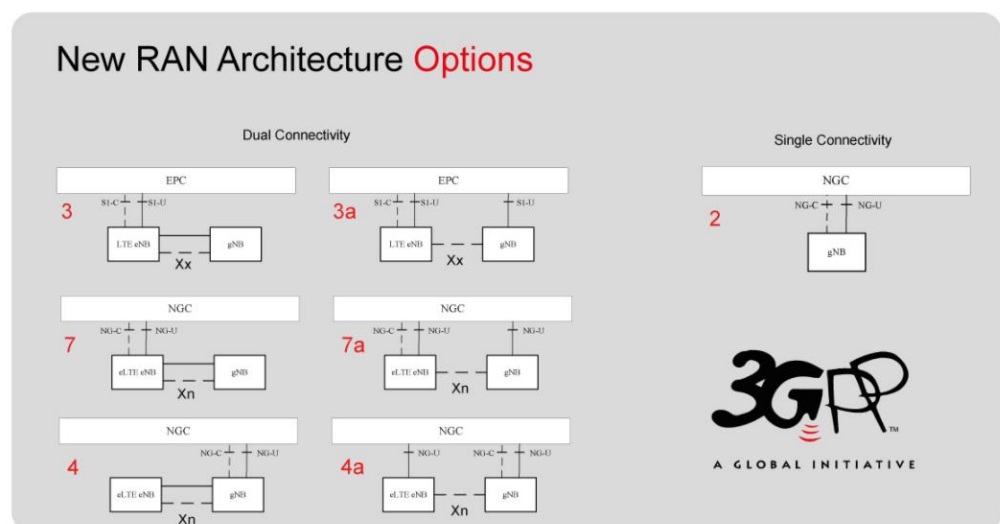 New RAN Architecture Options
Dual Connectivity
Single Connectivity
EPC
S1-C S1-U
3
LTE eNB gNB
Xx
EPC
S1-C S1-U S1-U
3a
LTE eNB gNB
Xx
NGC
NG-C NG-U
2
gNB
NGC
NG-C NG-U
7
eLTE eNB gNB
Xn
NGC
NG-C NG-U NG-U
7a
eLTE eNB gNB
Xn
NGC
NG-C NG-U
4
eLTE eNB gNB
Xn
NGC
NG-U NG-C NG-U
4a
eLTE eNB gNB
Xn
3GPP™
A GLOBAL INITIATIVE